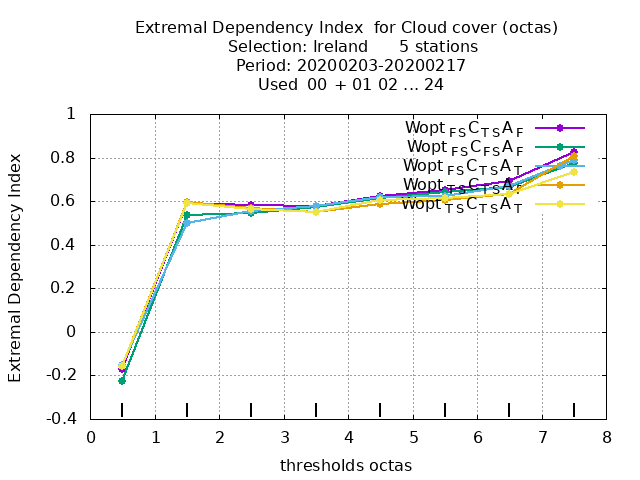 Extremal Dependency Index for Cloud cover (octas)
Selection: Ireland 5 stations
Period: 20200203-20200217
Used 00 + 01 02 ... 24
Extremal Dependency Index
1
0.8
0.6
0.4
0.2
0
-0.2
-0.4
Wopt FS C TS A F
Wopt FS C FS A F
Wopt FS C TS A T
Wopt TS C TS A F
Wopt TS C TS A T
0 1 2 3 4 5 6 7 8
thresholds octas